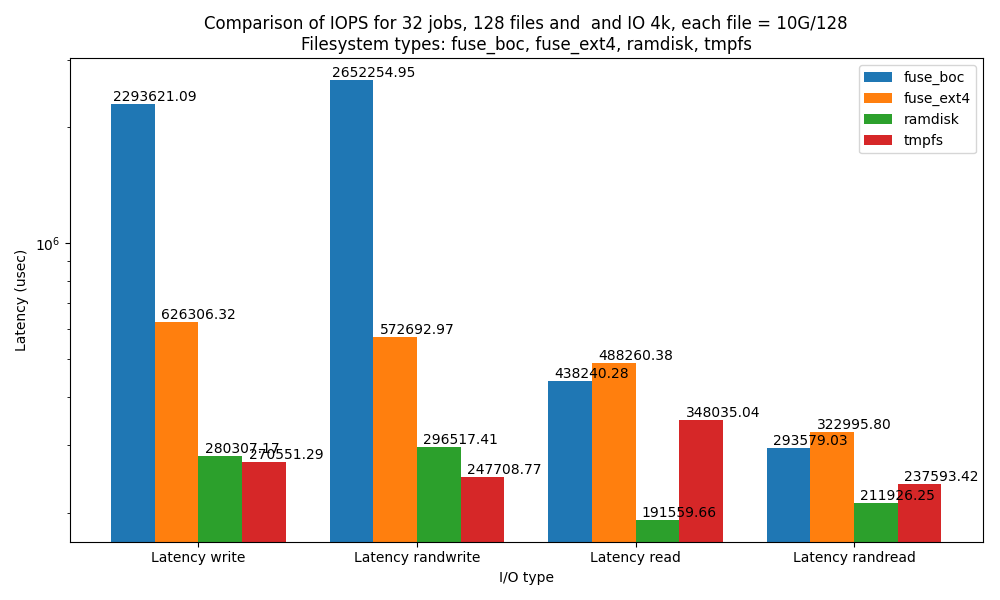 Comparison of IOPS for 32 jobs, 128 files and  and IO 4k, each file = 10G/128
Filesystem types: fuse_boc, fuse_ext4, ramdisk, tmpfs
fuse_boc
fuse_ext4
ramdisk
tmpfs
Latency (usec)
10^6
2293621.09
626306.32
280307.17
270551.29
2652254.95
572692.97
296517.41
247708.77
438240.28
488260.38
191559.66
348035.04
293579.03
322995.80
211926.25
237593.42
Latency write
Latency randwrite
Latency read
Latency randread
I/O type